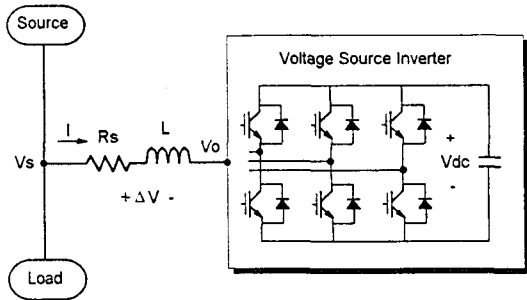 Source
Voltage Source Inverter
I
Rs
L
Vs
Vo
+ ΔV -
+
Vdc
-
Load